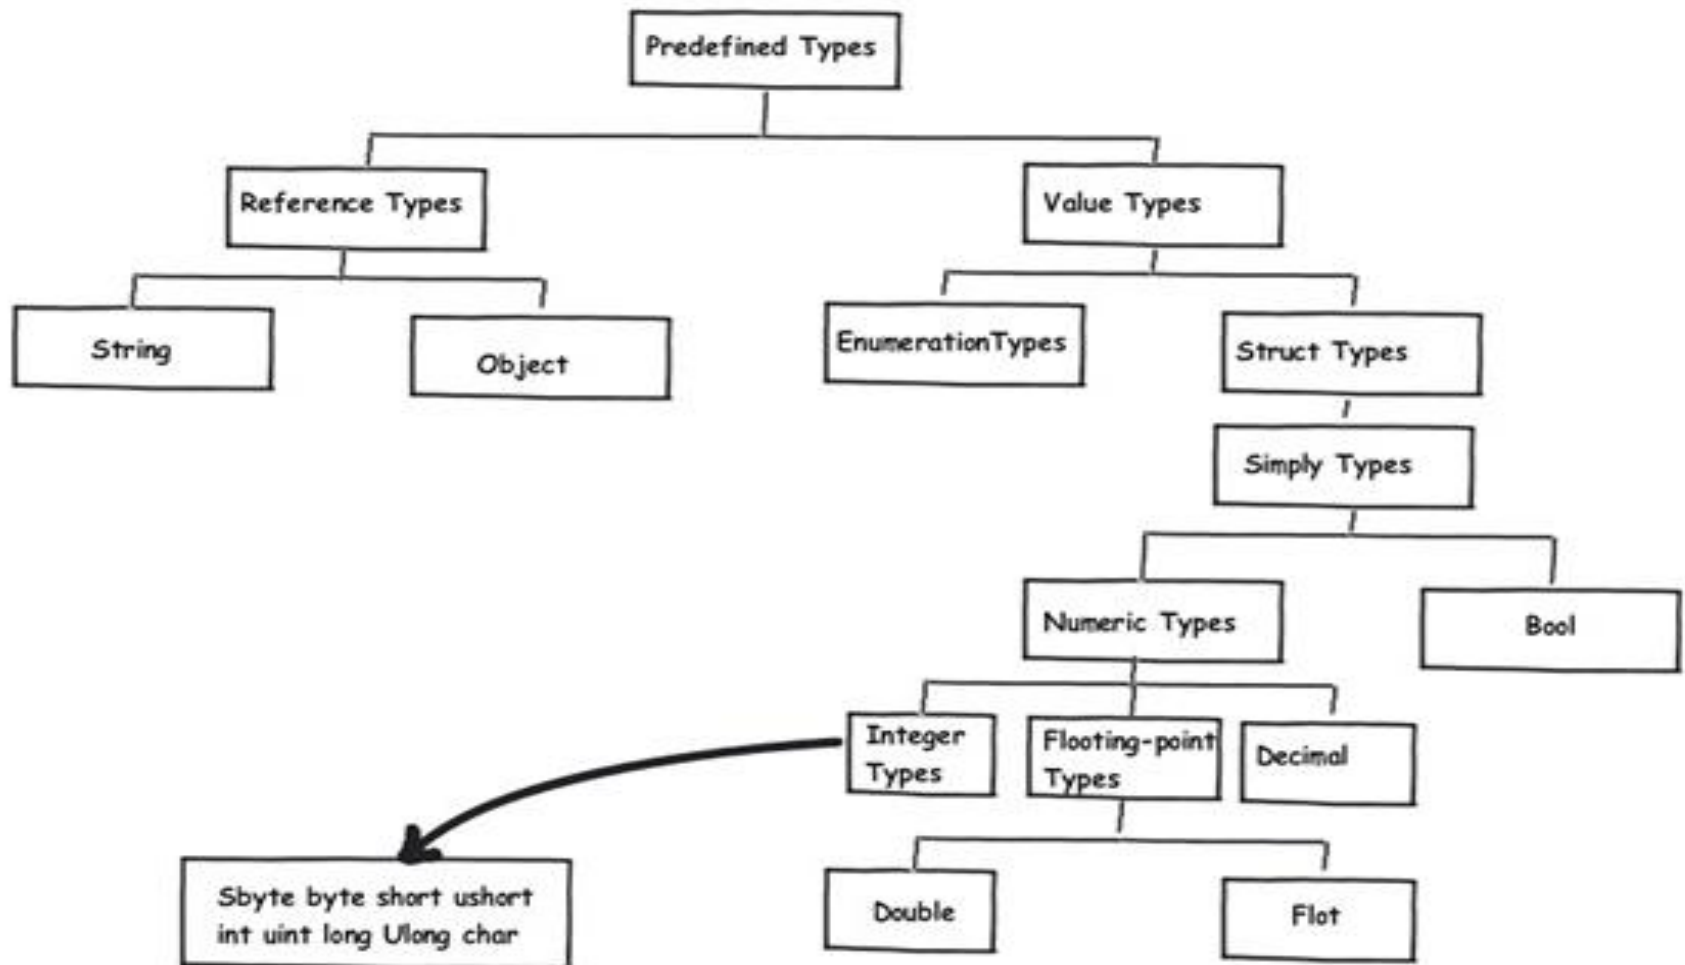 Predefined Types
Reference Types
Value Types
String
Object
EnumerationTypes
Struct Types
Simply Types
Numeric Types
Bool
Integer
Types
Flooting-point
Types
Decimal
Sbyte byte short ushort
int uint long Ulong char
Double
Flot